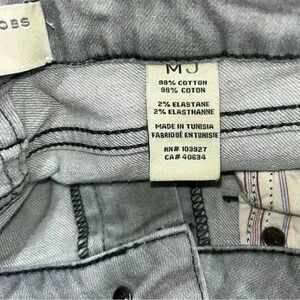 OBS
MJ
98% COTTON
98% COTON
2% ELASTANE
2% ELASTHANNE
MADE IN TUNISIA
FABRIQUÉ EN TUNISIE
RN# 103927
CA# 40634